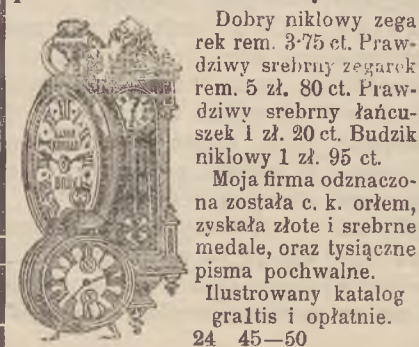 Dobry niklowy zega
rek rem. 3·75 ct. Praw-
dziwy srebrny zegarek
rem. 5 zł. 80 ct. Praw-
dziwy srebrny łańcu-
szek 1 zł. 20 ct. Budzik
niklowy 1 zł. 95 ct.
Moja firma odznaczo-
na została c. k. orłem,
zyskała złote i srebrne
medale, oraz tysiączne
pisma pochwalne.
Ilustrowany katalog
graltis i opłatnie.
24 45—50